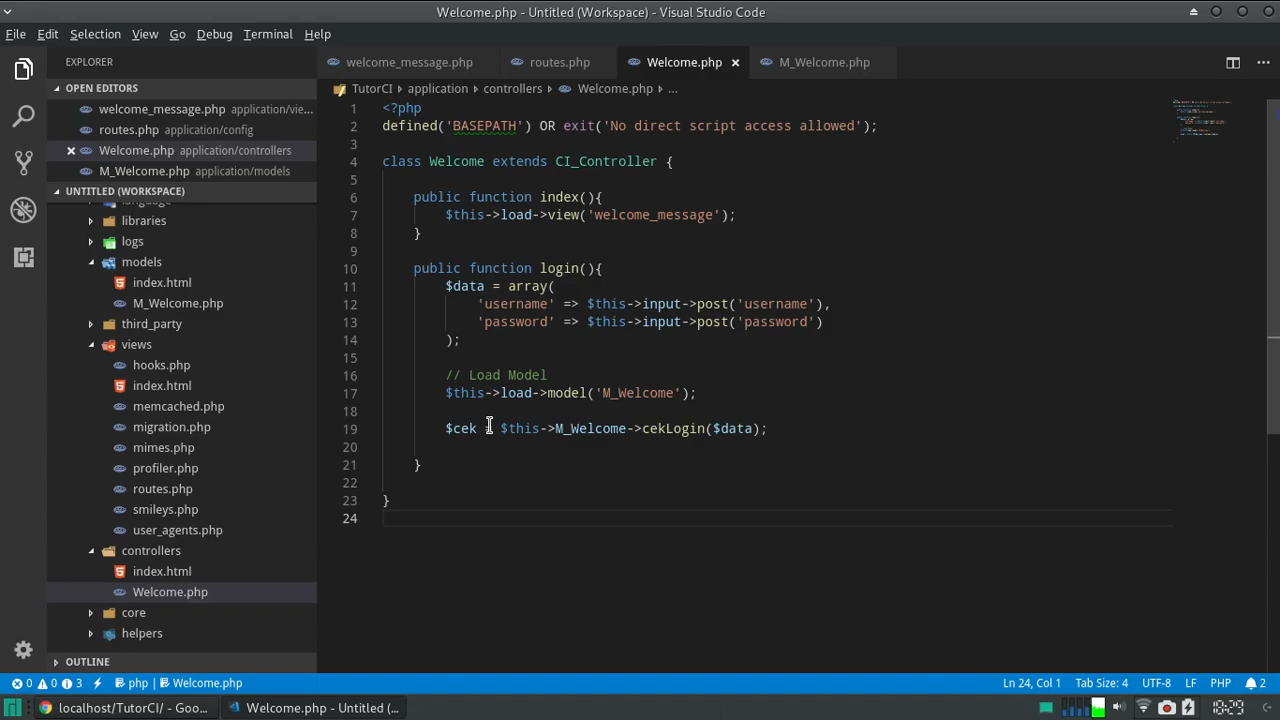 Welcome.php - Untitled (Workspace) - Visual Studio Code
File Edit Selection View Go Debug Terminal Help
EXPLORER
welcome_message.php routes.php Welcome.php M_Welcome.php
OPEN EDITORS
welcome_message.php application/vie...
routes.php application/config
Welcome.php application/controllers
M_Welcome.php application/models
UNTITLED (WORKSPACE)
language
libraries
logs
models
index.html
M_Welcome.php
third_party
views
hooks.php
index.html
memcached.php
migration.php
mimes.php
profiler.php
routes.php
smileys.php
user_agents.php
controllers
index.html
Welcome.php
core
helpers
OUTLINE
TutorCI application controllers Welcome.php ...
1 <?php
2 defined('BASEPATH') OR exit('No direct script access allowed');
3
4 class Welcome extends CI_Controller {
5
6 public function index(){
7 $this->load->view('welcome_message');
8 }
9
10 public function login(){
11 $data = array(
12 'username' => $this->input->post('username'),
13 'password' => $this->input->post('password')
14 );
15
16 // Load Model
17 $this->load->model('M_Welcome');
18
19 $cek = $this->M_Welcome->cekLogin($data);
20
21 }
22
23 }
24
0 0 3 php Welcome.php Ln 24, Col 1 Tab Size: 4 UTF-8 LF PHP 2
localhost/TutorCI/ - Goo... Welcome.php - Untitled (... 10:29